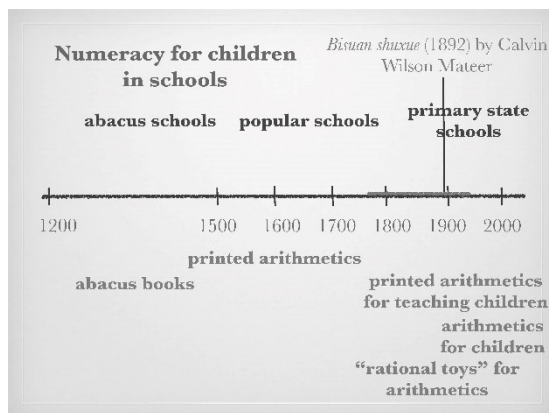 Numeracy for children
in schools
Bisuan shuxue (1892) by Calvin
Wilson Mateer
abacus schools
popular schools
primary state
schools
1200
1500
1600
1700
1800
1900
2000
printed arithmetics
abacus books
printed arithmetics
for teaching children
arithmetics
for children
“rational toys” for
arithmetics